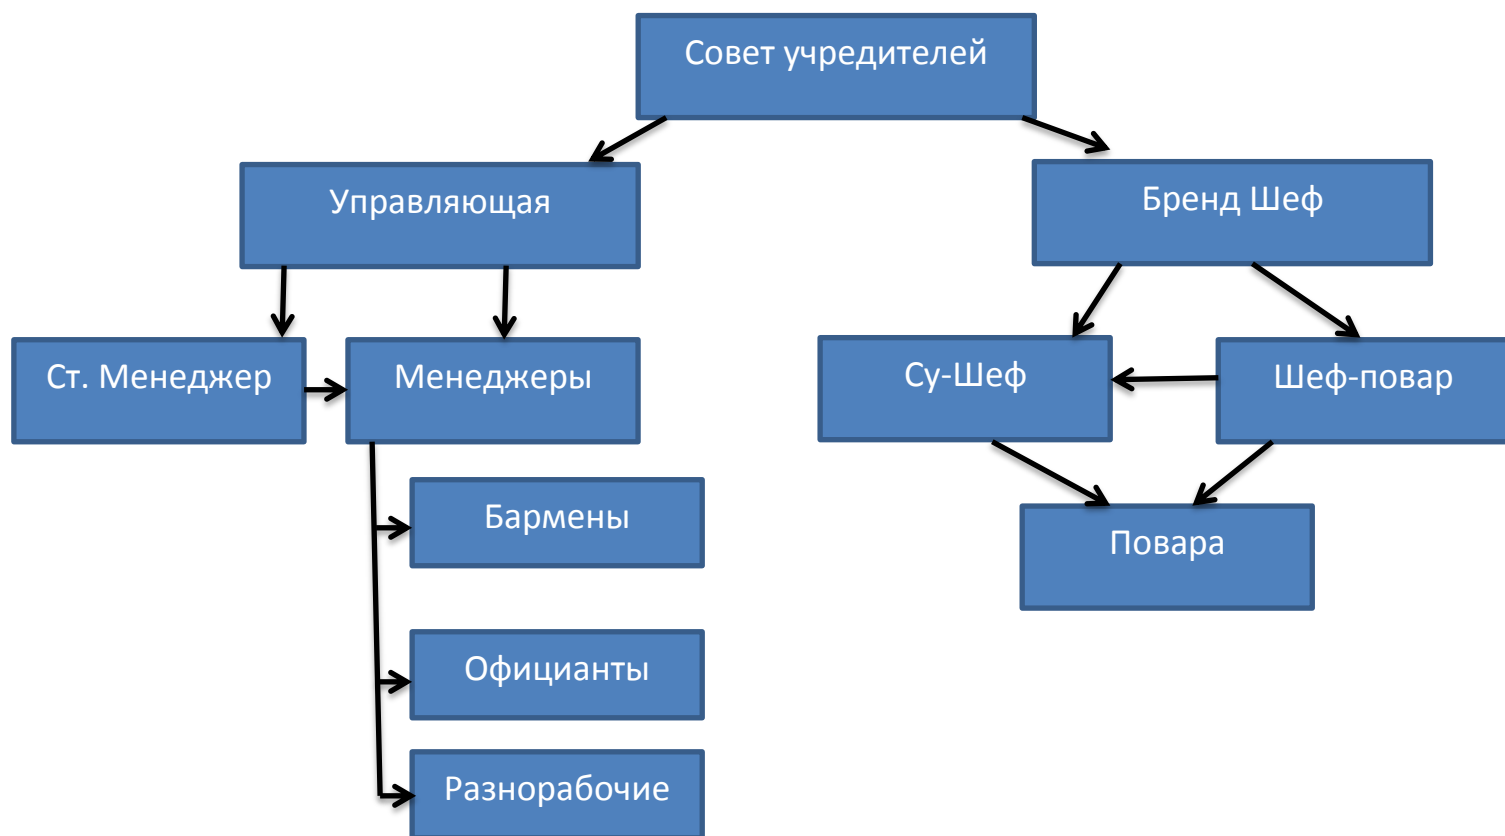 Совет учредителей
Управляющая
Бренд Шеф
Ст. Менеджер
Менеджеры
Су-Шеф
Шеф-повар
Бармены
Повара
Официанты
Разнорабочие